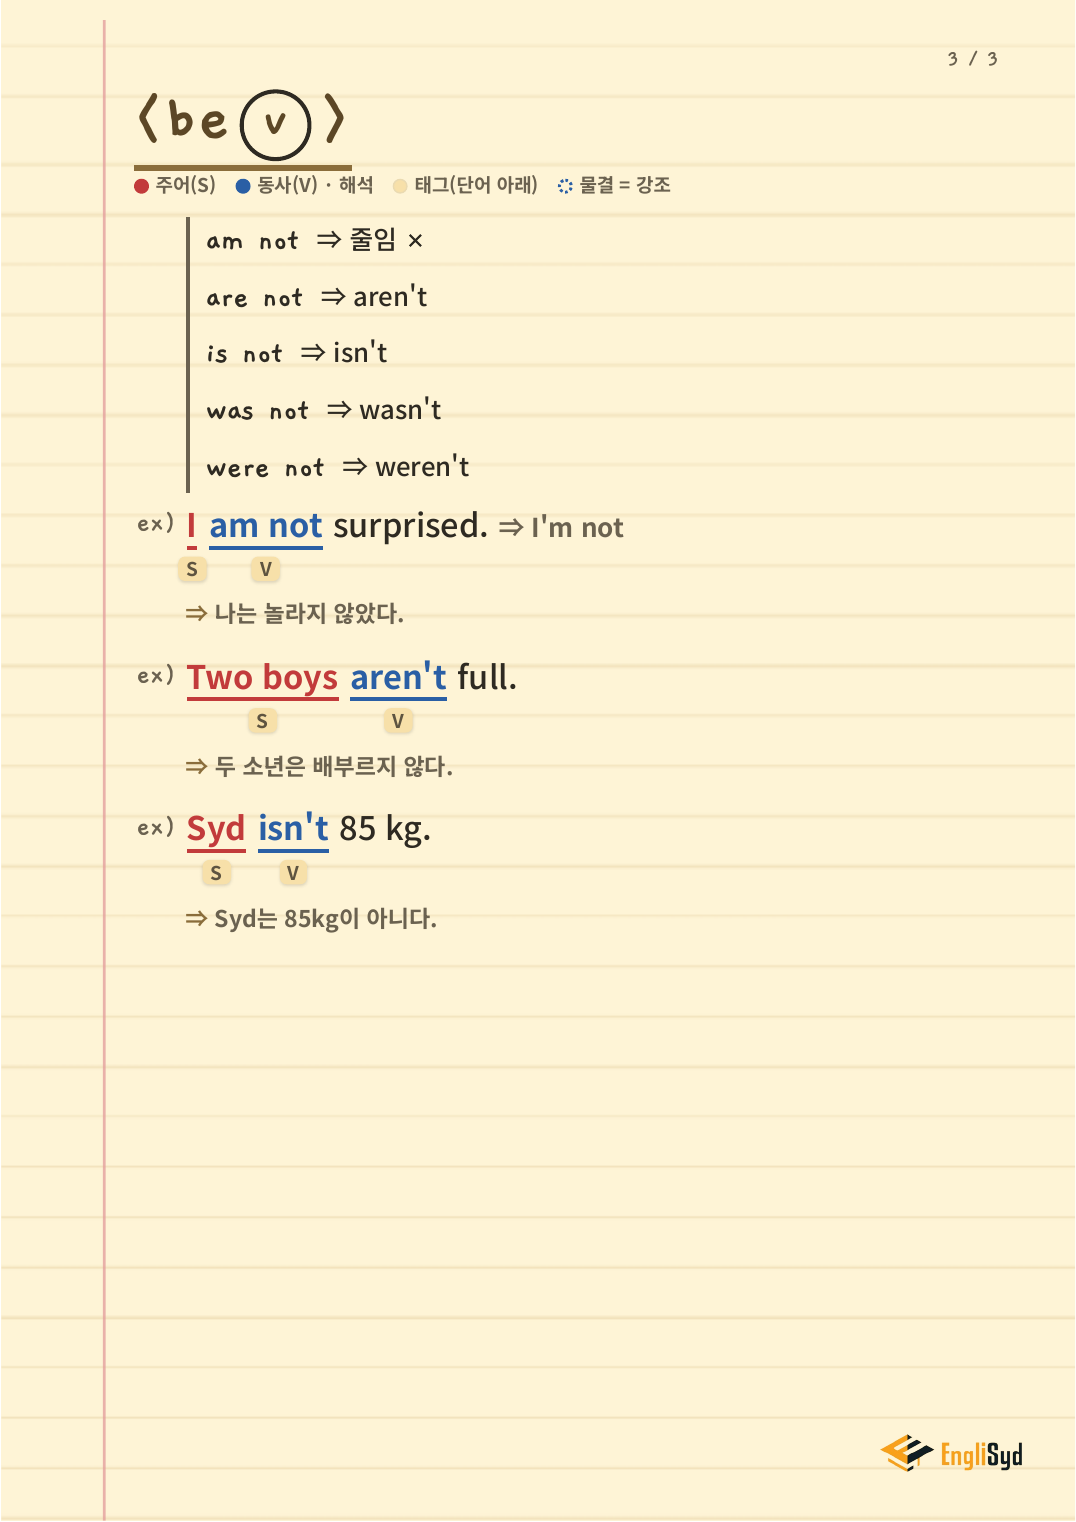 3 / 3
〈be ⓥ〉
주어(S) 동사(V) · 해석 태그(단어 아래) 물결 = 강조
am not ⇒ 줄임 ×
are not ⇒ aren't
is not ⇒ isn't
was not ⇒ wasn't
were not ⇒ weren't
ex) I am not surprised. ⇒ I'm not
S V
⇒ 나는 놀라지 않았다.
ex) Two boys aren't full.
S V
⇒ 두 소년은 배부르지 않다.
ex) Syd isn't 85 kg.
S V
⇒ Syd는 85kg이 아니다.
EngliSyd